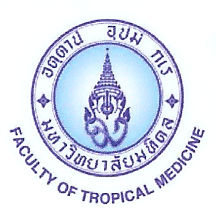 อตฺตานํ อุปมํ กเร
มหาวิทยาลัยมหิดล
FACULTY OF TROPICAL MEDICINE